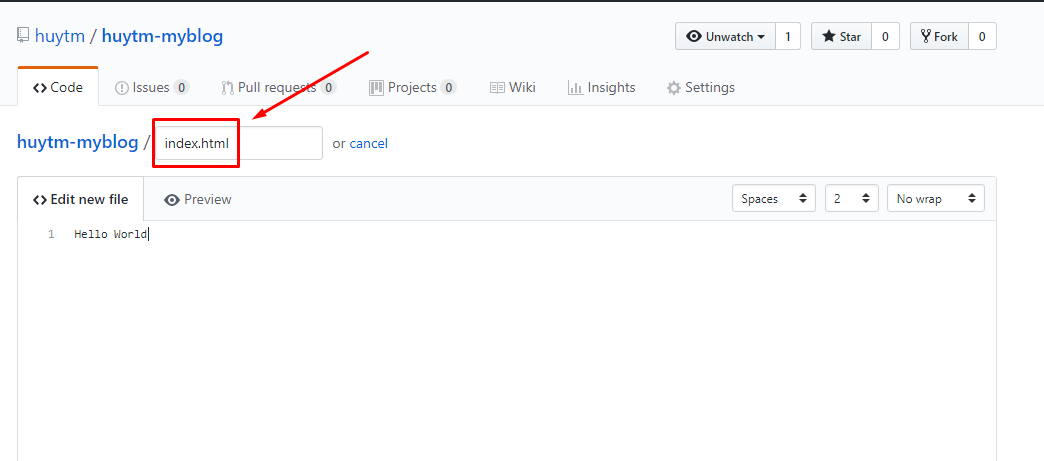 huytm / huytm-myblog
Unwatch 1 Star 0 Fork 0
<> Code Issues 0 Pull requests 0 Projects 0 Wiki Insights Settings
huytm-myblog / index.html or cancel
<> Edit new file Preview Spaces 2 No wrap
1 Hello World